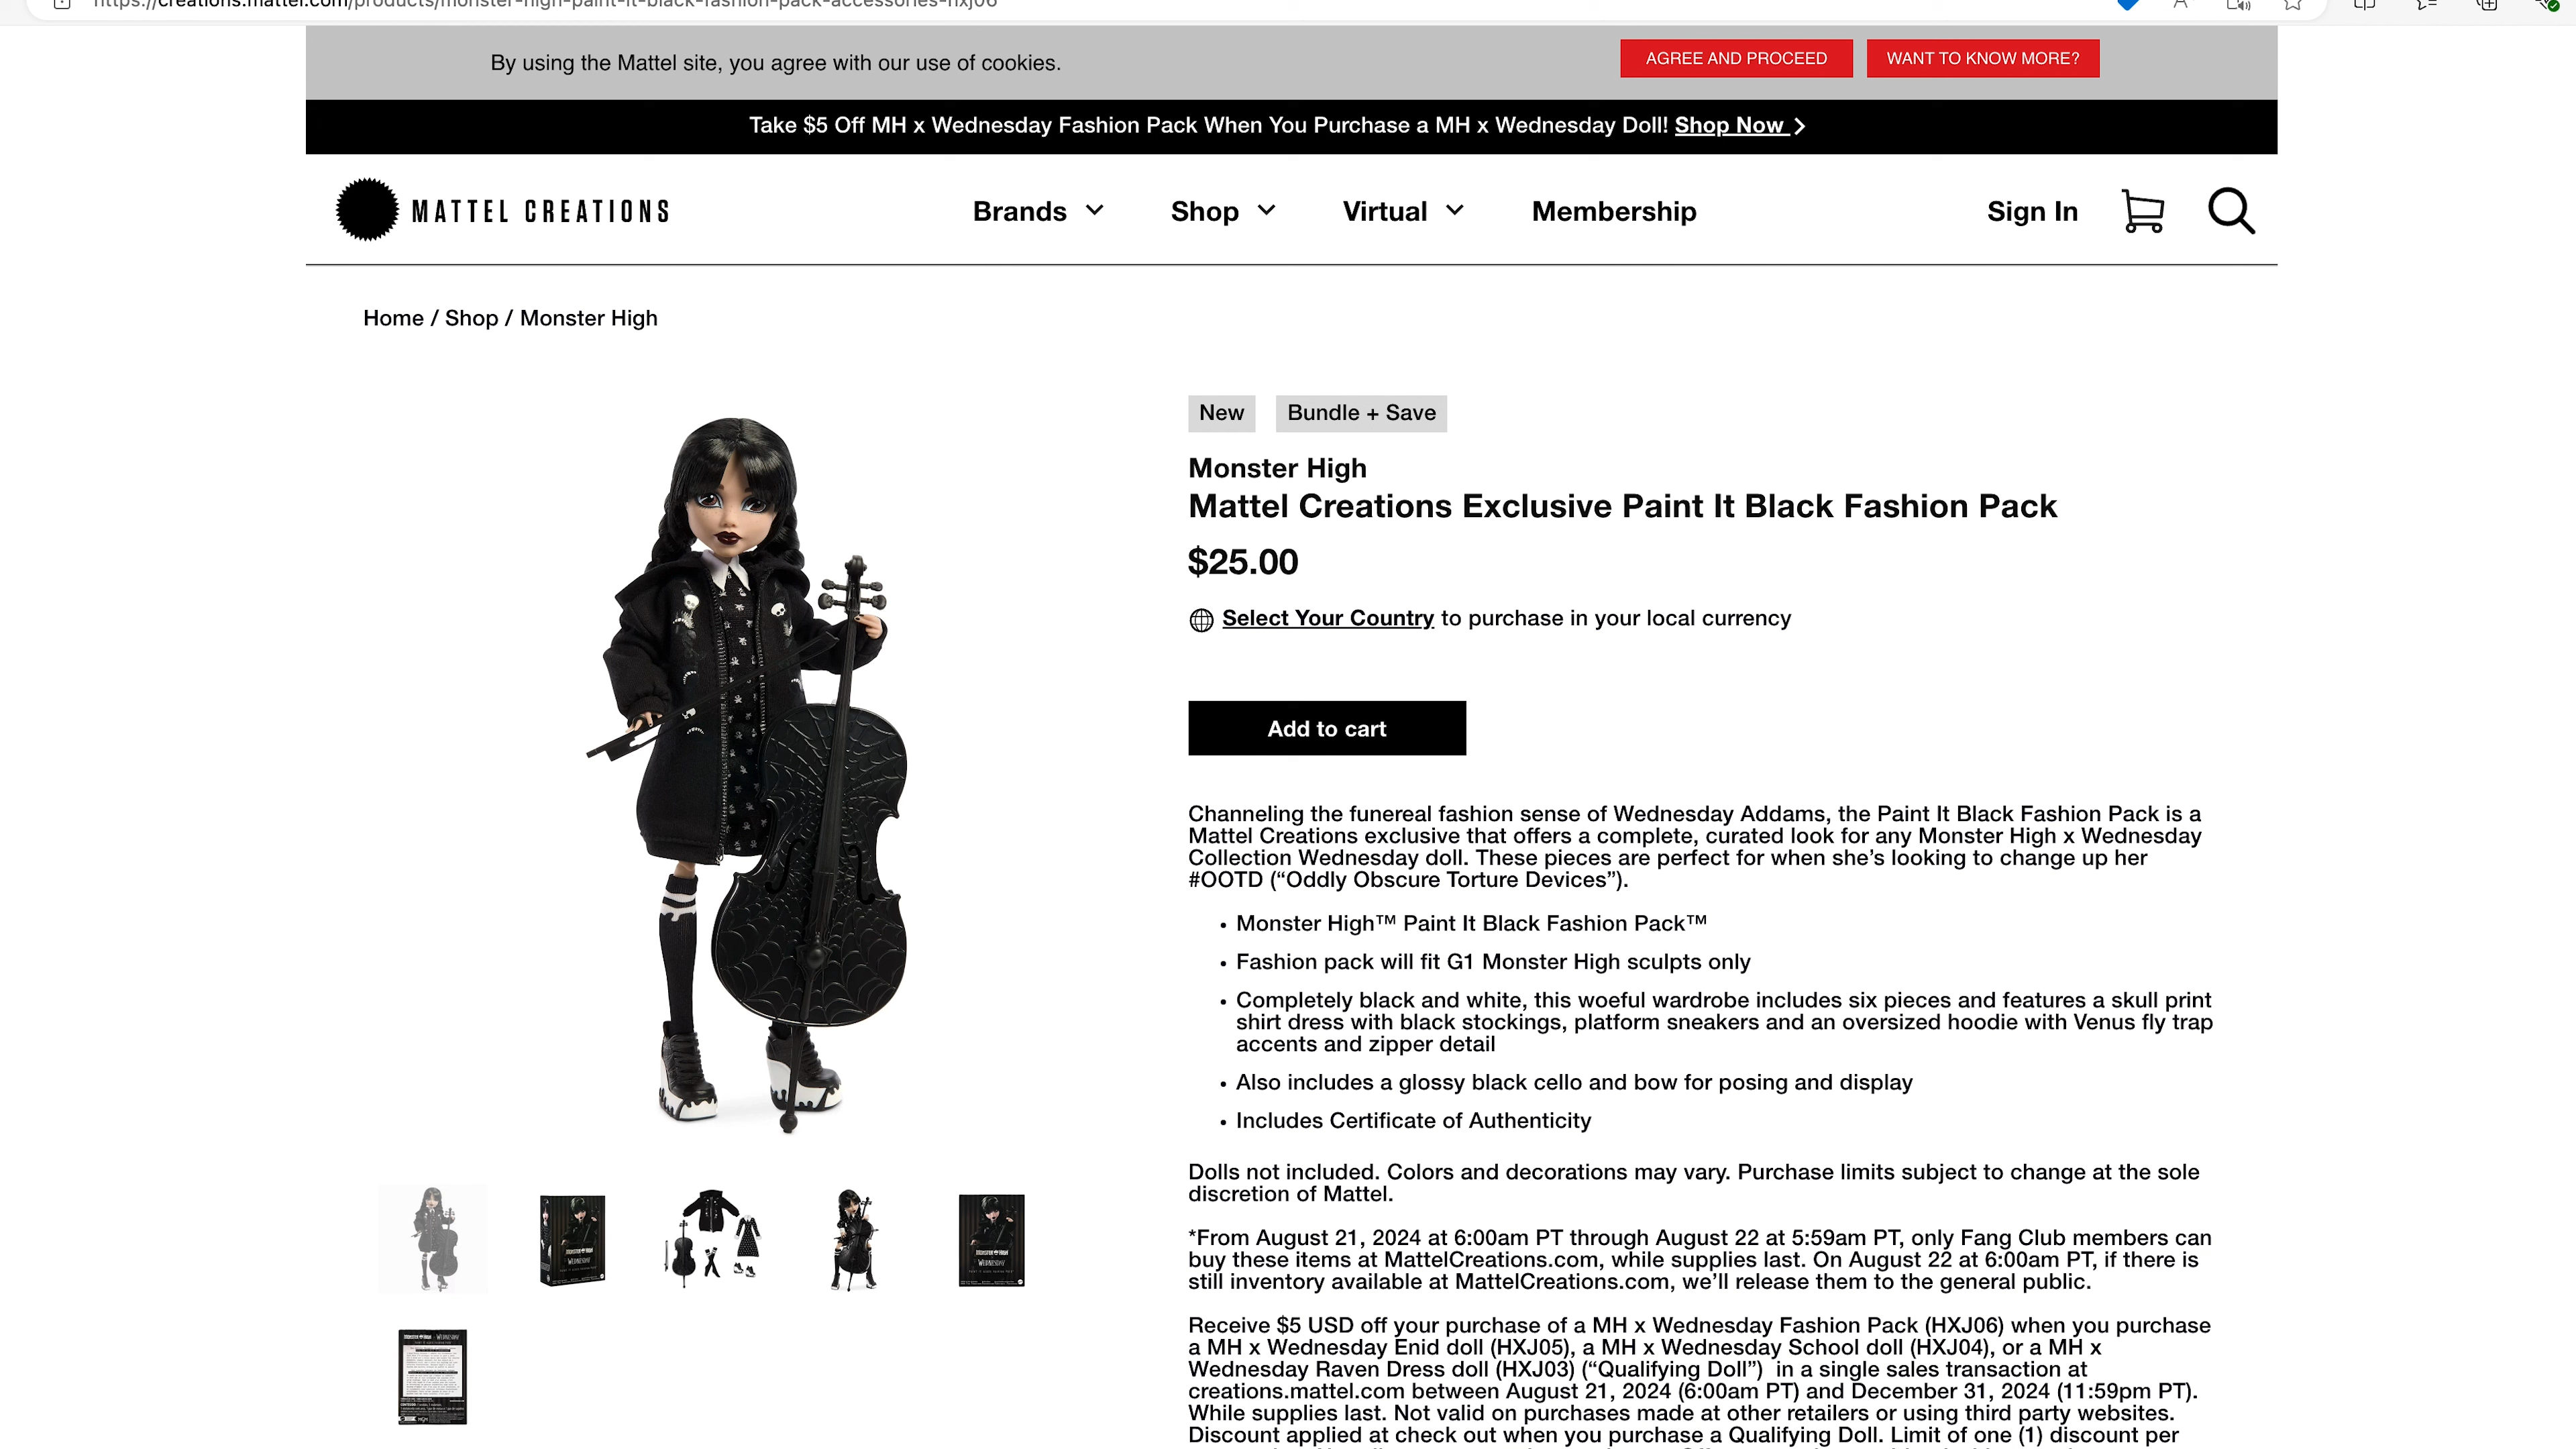 https://creations.mattel.com/products/monster-high-paint-it-black-fashion-pack-accessories-hxj06
By using the Mattel site, you agree with our use of cookies.
AGREE AND PROCEED
WANT TO KNOW MORE?
Take $5 Off MH x Wednesday Fashion Pack When You Purchase a MH x Wednesday Doll! Shop Now
MATTEL CREATIONS
Brands
Shop
Virtual
Membership
Sign In
Home / Shop / Monster High
New
Bundle + Save
Monster High
Mattel Creations Exclusive Paint It Black Fashion Pack
$25.00
Select Your Country to purchase in your local currency
Add to cart
Channeling the funereal fashion sense of Wednesday Addams, the Paint It Black Fashion Pack is a
Mattel Creations exclusive that offers a complete, curated look for any Monster High x Wednesday
Collection Wednesday doll. These pieces are perfect for when she’s looking to change up her
#OOTD (“Oddly Obscure Torture Devices”).
• Monster High™ Paint It Black Fashion Pack™
• Fashion pack will fit G1 Monster High sculpts only
• Completely black and white, this woeful wardrobe includes six pieces and features a skull print
shirt dress with black stockings, platform sneakers and an oversized hoodie with Venus fly trap
accents and zipper detail
• Also includes a glossy black cello and bow for posing and display
• Includes Certificate of Authenticity
Dolls not included. Colors and decorations may vary. Purchase limits subject to change at the sole
discretion of Mattel.
*From August 21, 2024 at 6:00am PT through August 22 at 5:59am PT, only Fang Club members can
buy these items at MattelCreations.com, while supplies last. On August 22 at 6:00am PT, if there is
still inventory available at MattelCreations.com, we’ll release them to the general public.
Receive $5 USD off your purchase of a MH x Wednesday Fashion Pack (HXJ06) when you purchase
a MH x Wednesday Enid doll (HXJ05), a MH x Wednesday School doll (HXJ04), or a MH x
Wednesday Raven Dress doll (HXJ03) (“Qualifying Doll”) in a single sales transaction at
creations.mattel.com between August 21, 2024 (6:00am PT) and December 31, 2024 (11:59pm PT).
While supplies last. Not valid on purchases made at other retailers or using third party websites.
Discount applied at check out when you purchase a Qualifying Doll. Limit of one (1) discount per